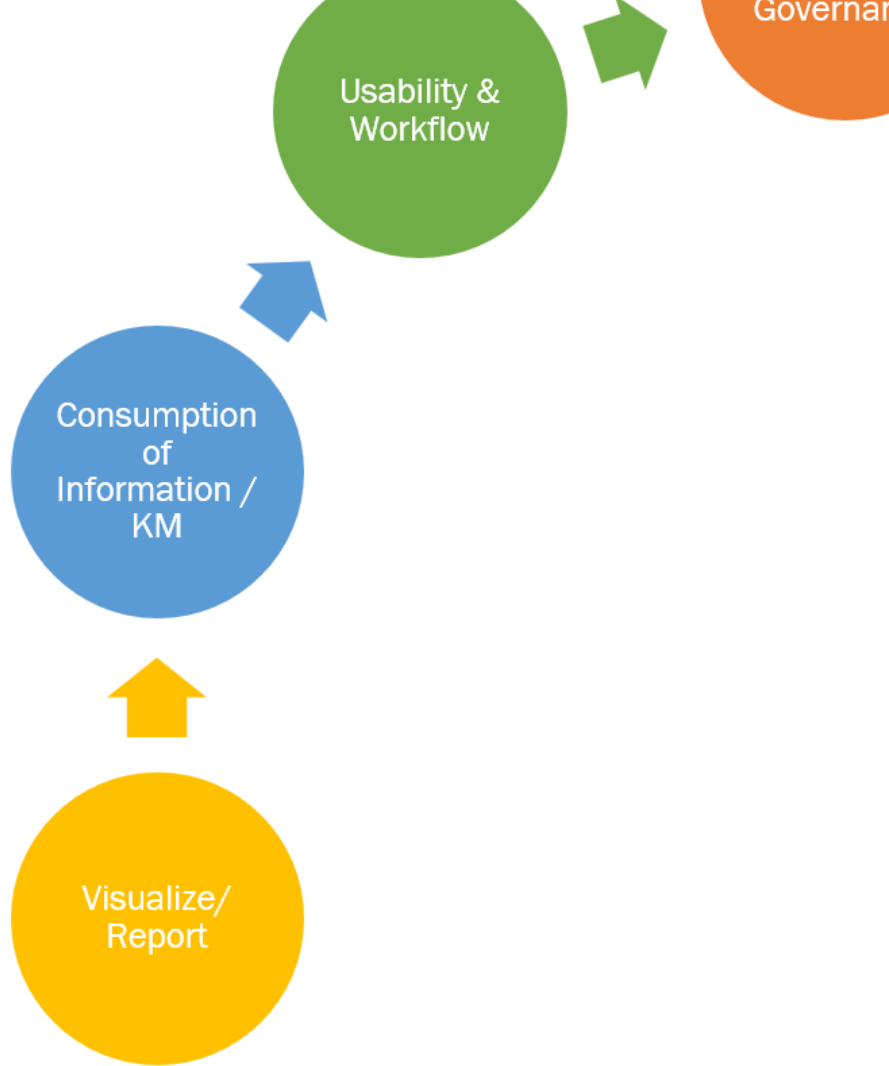 Usability &
Workflow
Consumption
of
Information /
KM
Visualize/
Report